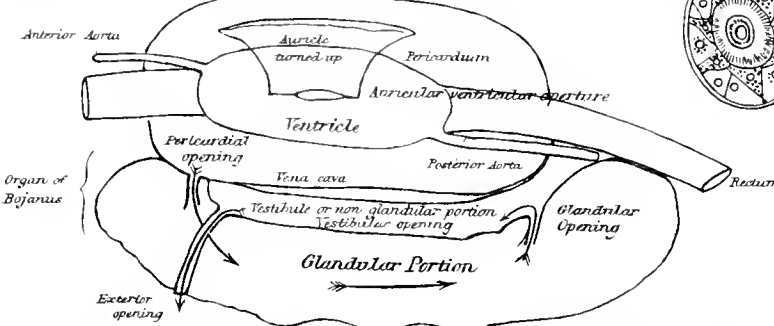 Anterior Aorta
Auricle
turned up
Pericardium
Auricular ventricular aperture
Ventricle
Pericardial
opening
Posterior Aorta
Organ of
Bojanus
Vena cava
Rectum
Vestibule or non glandular portion
Vestibular opening
Glandular
Opening
Glandular Portion
Exterior
opening